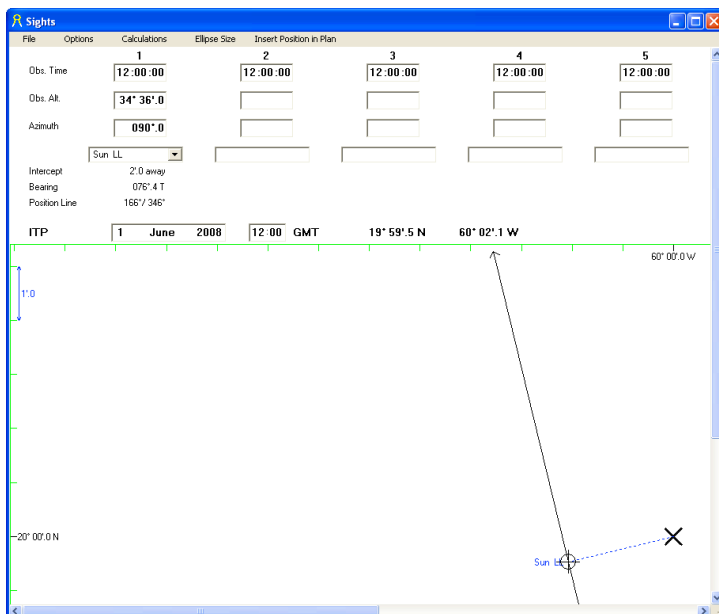 Sights
File Options Calculations Ellipse Size Insert Position in Plan
1 2 3 4 5
Obs. Time 12:00:00 12:00:00 12:00:00 12:00:00 12:00:00
Obs. Alt. 34° 36'.0
Azimuth 090°.0
Sun LL
Intercept 2'.0 away
Bearing 076°.4 T
Position Line 166°/ 346°
ITP 1 June 2008 12:00 GMT 19° 59'.5 N 60° 02'.1 W
60° 00'.0 W
1'.0
20° 00'.0 N
Sun LL